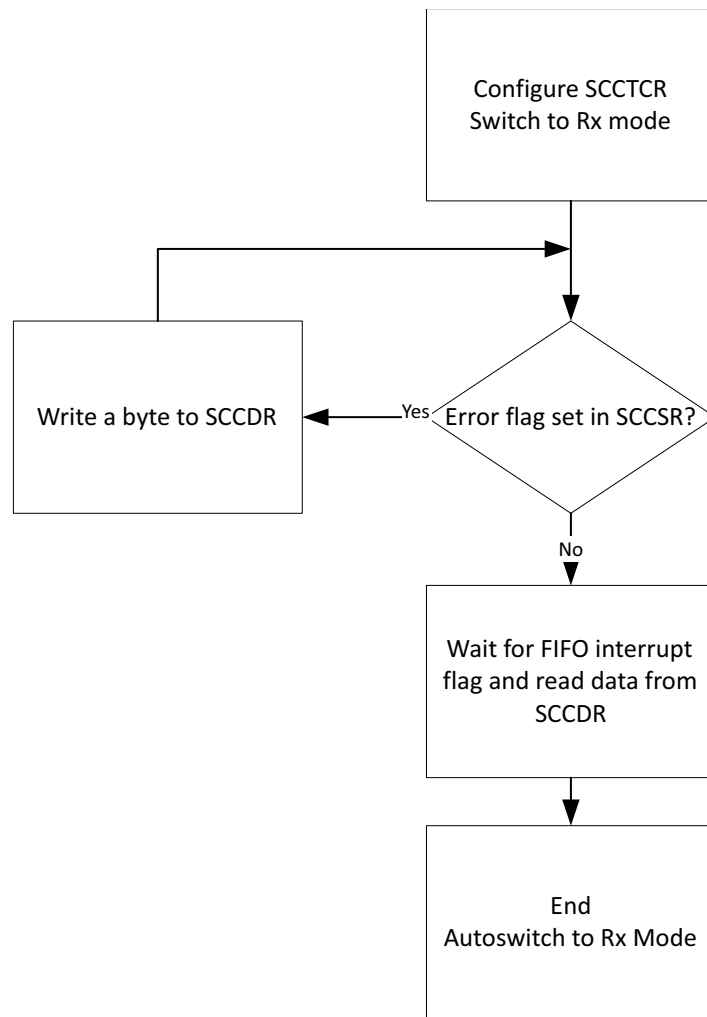 Configure SCCTCR
Switch to Rx mode
Write a byte to SCCDR
Yes
Error flag set in SCCSR?
No
Wait for FIFO interrupt
flag and read data from
SCCDR
End
Autoswitch to Rx Mode